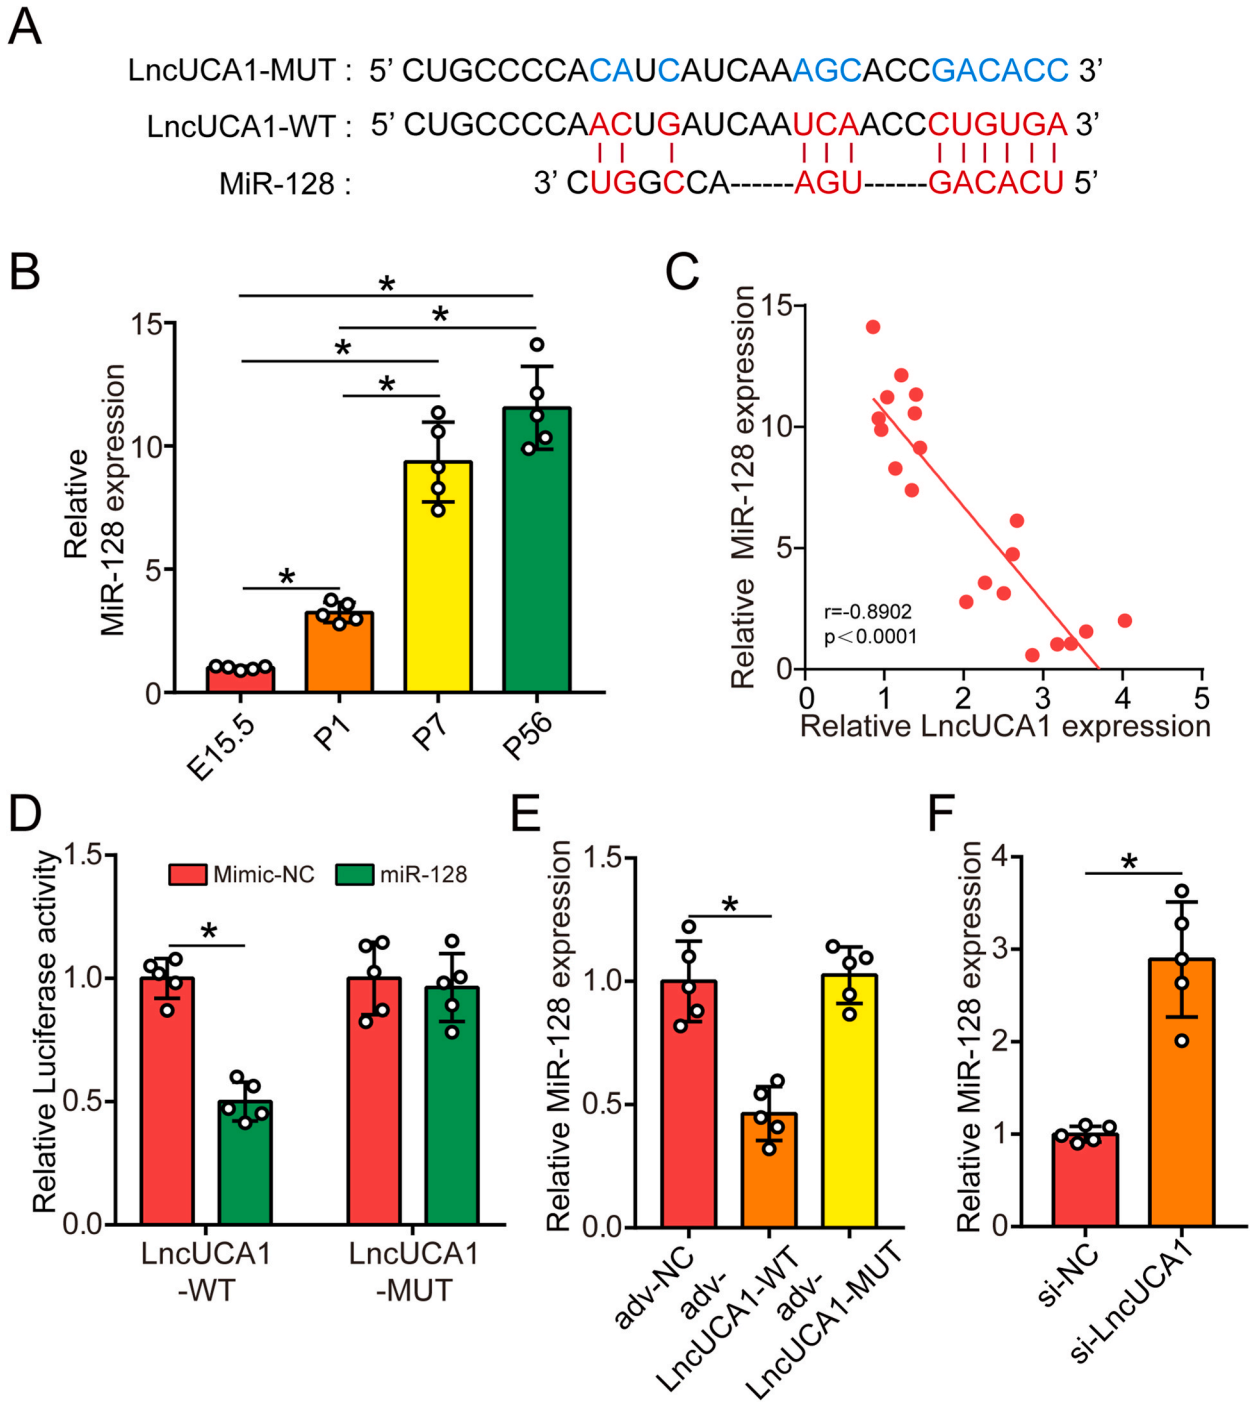 A
LncUCA1-MUT : 5’ CUGCCCCACAUCAUCAAAGCACCGACACC 3’
LncUCA1-WT : 5’ CUGCCCCAACUGAUCAAUCAACCCUGUGA 3’
MiR-128 : 3’ CUGGCCA------AGU------GACACU 5’
B
Relative
MiR-128 expression
15
10
5
0
*
*
*
*
*
E15.5
P1
P7
P56
C
Relative MiR-128 expression
15
10
5
0
r=-0.8902
p<0.0001
0 1 2 3 4 5
Relative LncUCA1 expression
D
Relative Luciferase activity
1.5
1.0
0.5
0.0
Mimic-NC miR-128
*
LncUCA1
-WT
LncUCA1
-MUT
E
Relative MiR-128 expression
1.5
1.0
0.5
0.0
*
adv-NC
adv-
LncUCA1-WT
adv-
LncUCA1-MUT
F
Relative MiR-128 expression
4
3
2
1
0
*
si-NC
si-LncUCA1